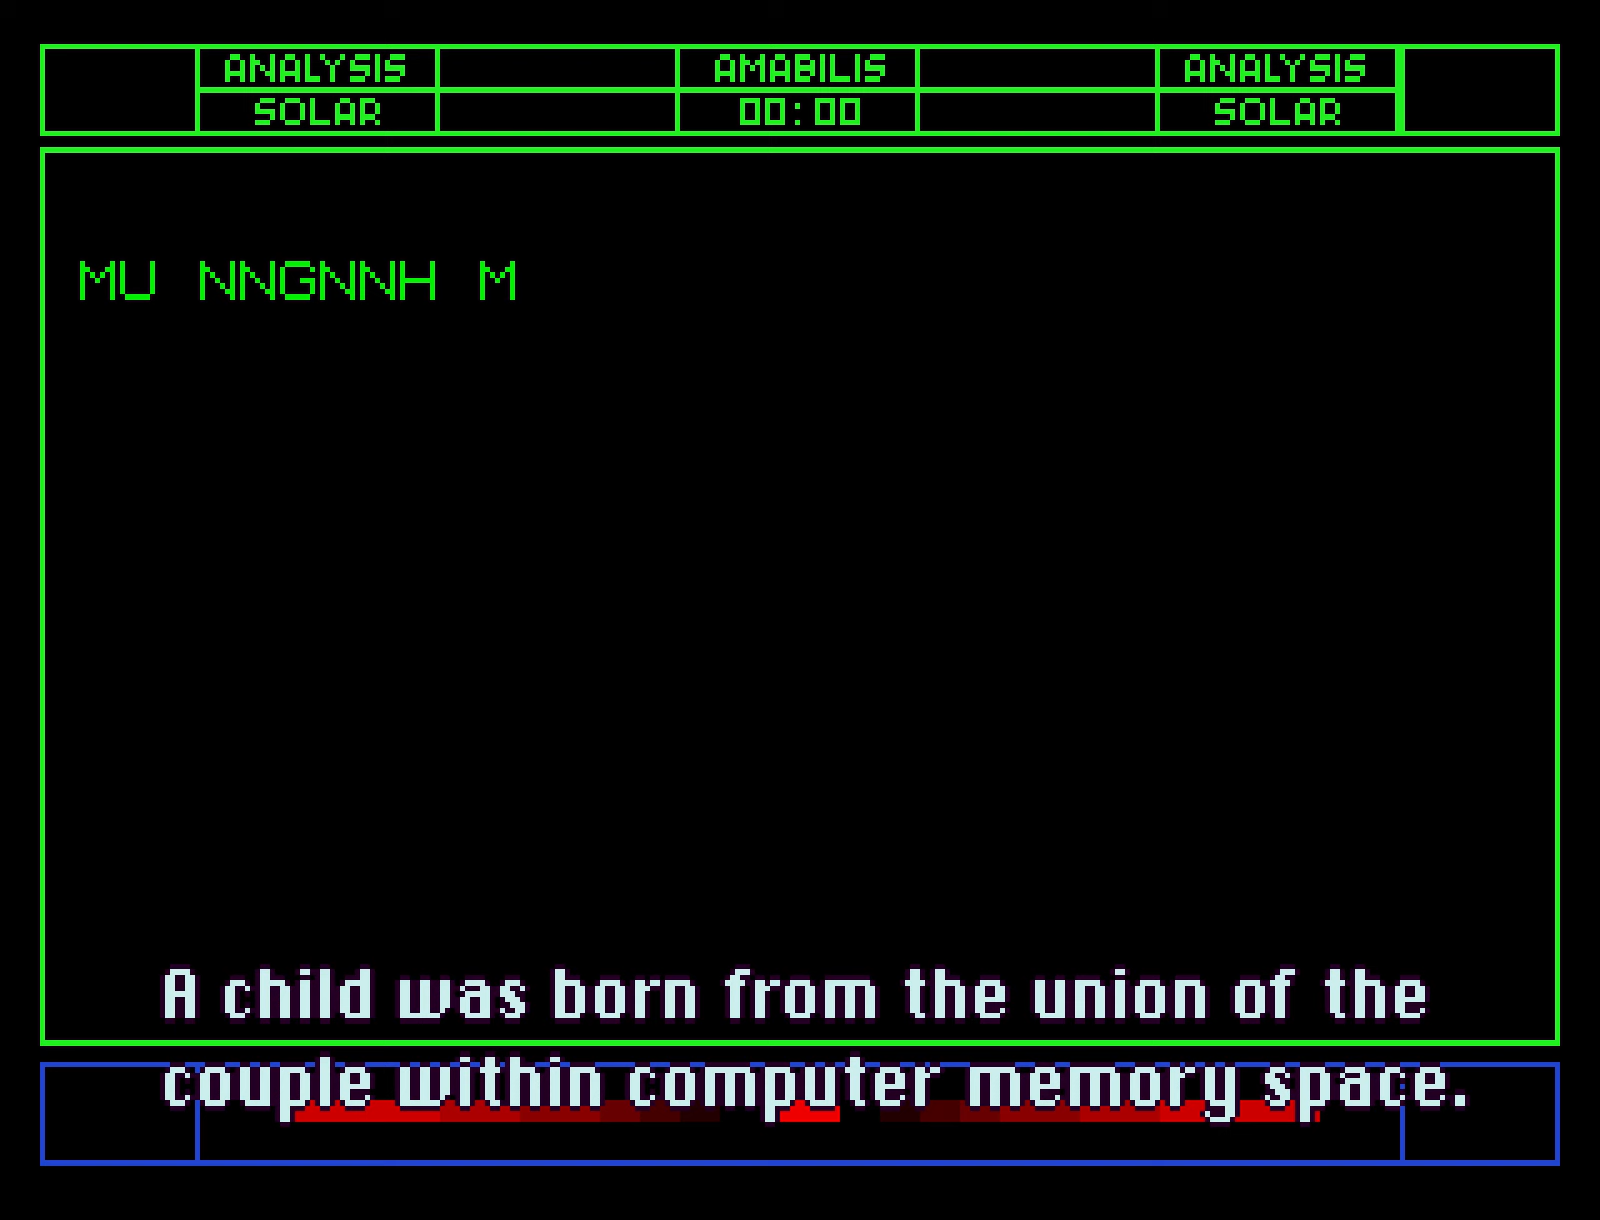 ANALYSIS AMABILIS ANALYSIS
SOLAR 00:00 SOLAR
MU NNGNNH M
A child was born from the union of the
couple within computer memory space.